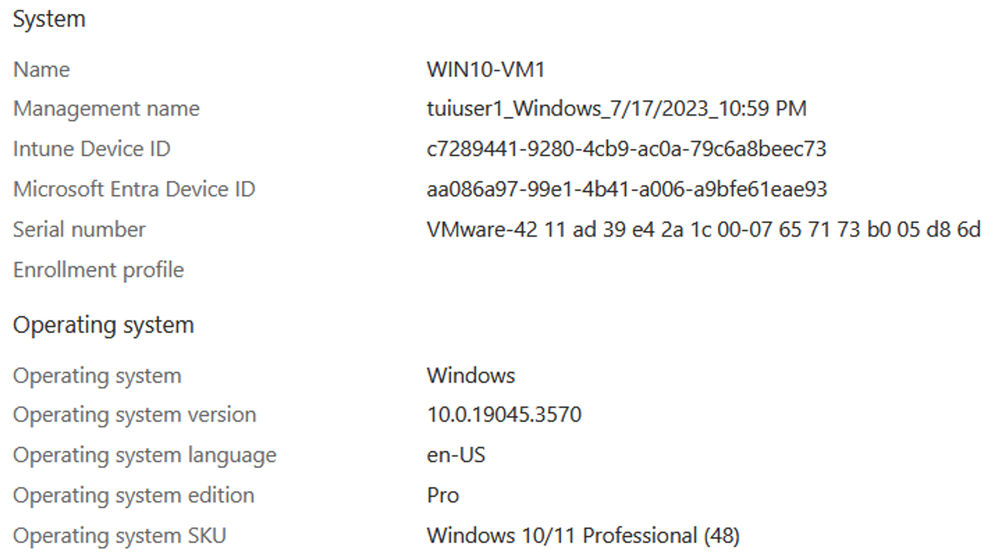 System
Name WIN10-VM1
Management name tuiuser1_Windows_7/17/2023_10:59 PM
Intune Device ID c7289441-9280-4cb9-ac0a-79c6a8beec73
Microsoft Entra Device ID aa086a97-99e1-4b41-a006-a9bfe61eae93
Serial number VMware-42 11 ad 39 e4 2a 1c 00-07 65 71 73 b0 05 d8 6d
Enrollment profile
Operating system
Operating system Windows
Operating system version 10.0.19045.3570
Operating system language en-US
Operating system edition Pro
Operating system SKU Windows 10/11 Professional (48)